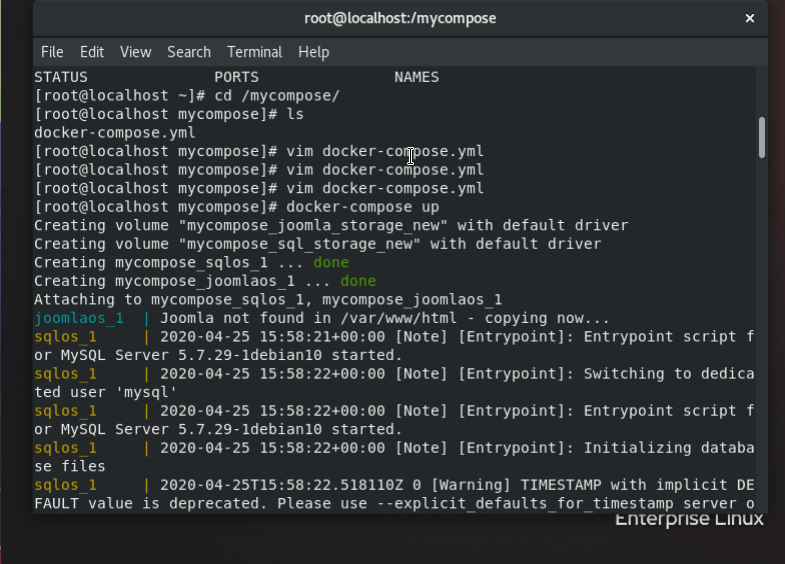 root@localhost:/mycompose
×
File Edit View Search Terminal Help
STATUS PORTS NAMES
[root@localhost ~]# cd /mycompose/
[root@localhost mycompose]# ls
docker-compose.yml
[root@localhost mycompose]# vim docker-compose.yml
[root@localhost mycompose]# vim docker-compose.yml
[root@localhost mycompose]# vim docker-compose.yml
[root@localhost mycompose]# docker-compose up
Creating volume "mycompose_joomla_storage_new" with default driver
Creating volume "mycompose_sql_storage_new" with default driver
Creating mycompose_sqlos_1 ... done
Creating mycompose_joomlaos_1 ... done
Attaching to mycompose_sqlos_1, mycompose_joomlaos_1
joomlaos_1 | Joomla not found in /var/www/html - copying now...
sqlos_1 | 2020-04-25 15:58:21+00:00 [Note] [Entrypoint]: Entrypoint script f
or MySQL Server 5.7.29-1debian10 started.
sqlos_1 | 2020-04-25 15:58:22+00:00 [Note] [Entrypoint]: Switching to dedica
ted user 'mysql'
sqlos_1 | 2020-04-25 15:58:22+00:00 [Note] [Entrypoint]: Entrypoint script f
or MySQL Server 5.7.29-1debian10 started.
sqlos_1 | 2020-04-25 15:58:22+00:00 [Note] [Entrypoint]: Initializing databa
se files
sqlos_1 | 2020-04-25T15:58:22.518110Z 0 [Warning] TIMESTAMP with implicit DE
FAULT value is deprecated. Please use --explicit_defaults_for_timestamp server o
Enterprise Linux